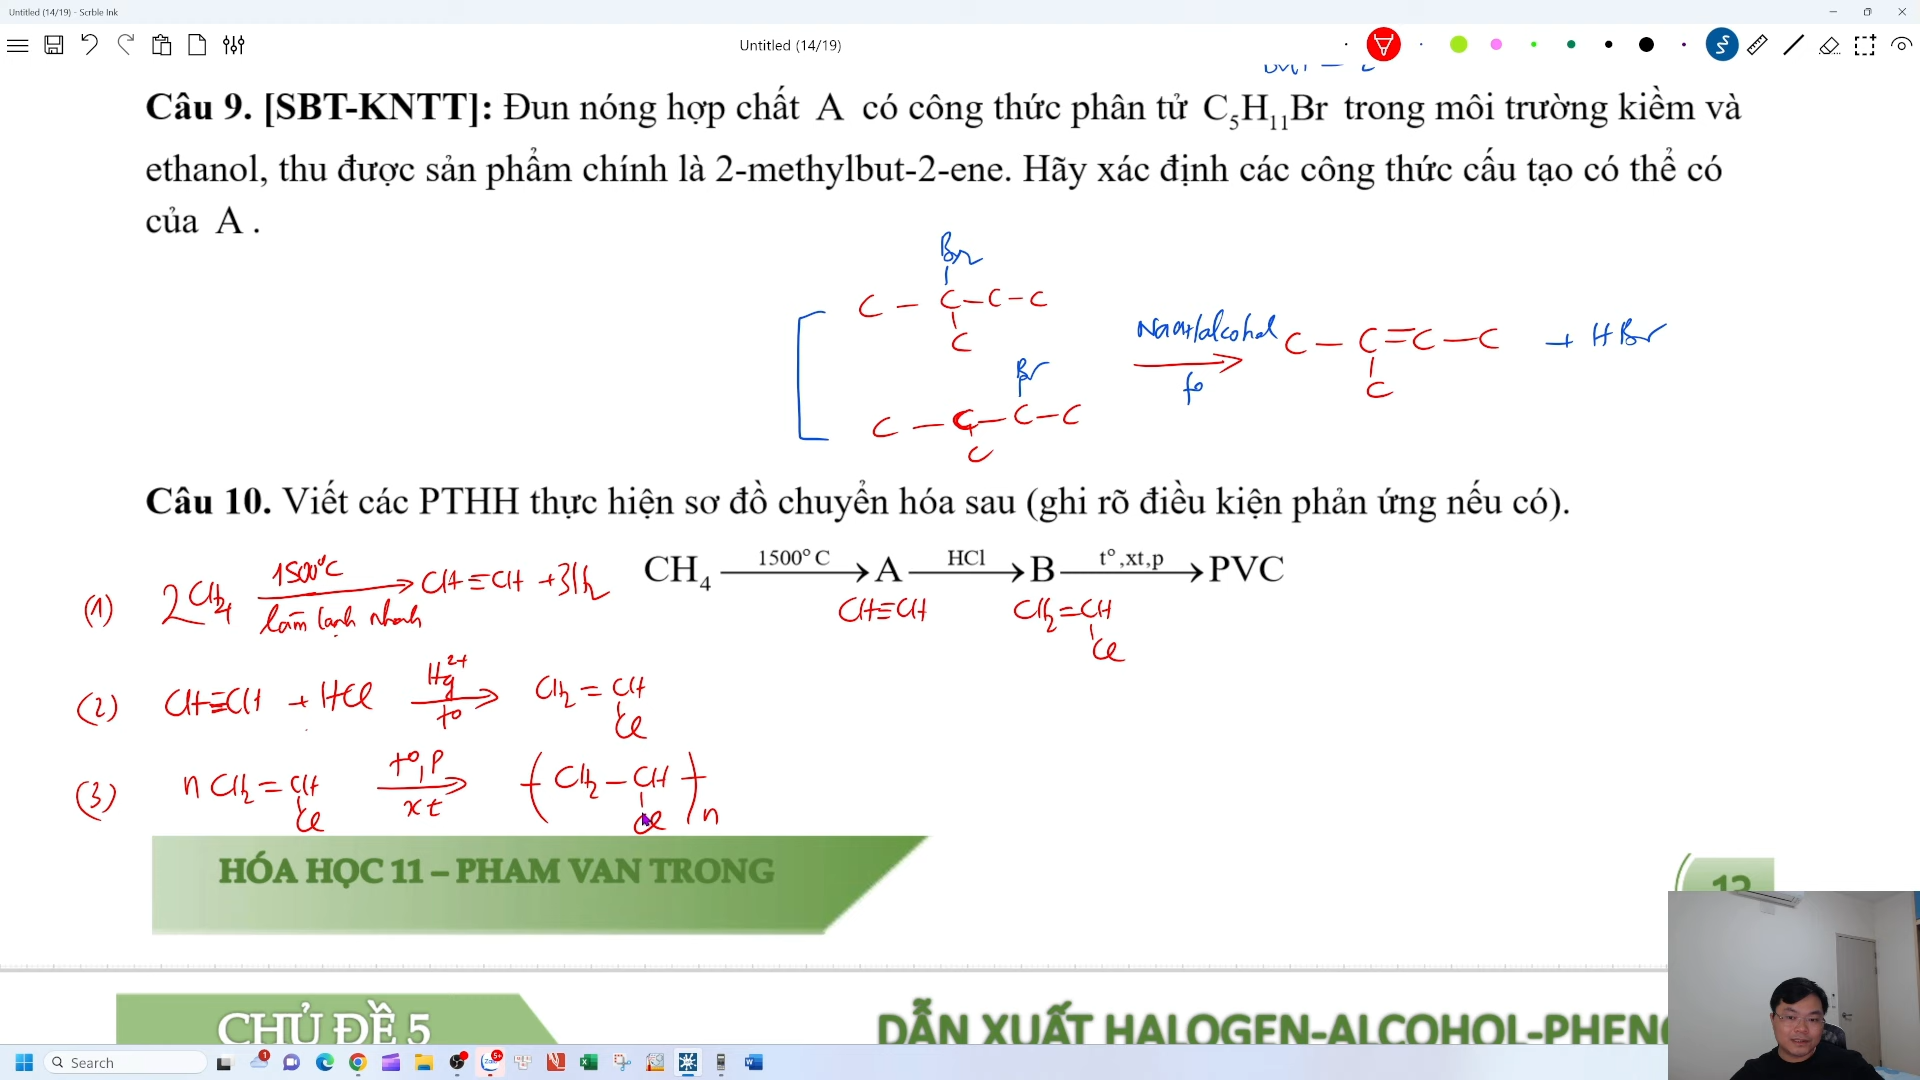 Untitled (14/19) - Scrble Ink
Untitled (14/19)
Câu 9. [SBT-KNTT]: Đun nóng hợp chất A có công thức phân tử C₅H₁₁Br trong môi trường kiềm và
ethanol, thu được sản phẩm chính là 2-methylbut-2-ene. Hãy xác định các công thức cấu tạo có thể có
của A .
Br
C - C - C - C
C
Br
C - C - C - C
C
NaOH/alcohol
t°
C - C = C - C + HBr
C
Câu 10. Viết các PTHH thực hiện sơ đồ chuyển hóa sau (ghi rõ điều kiện phản ứng nếu có).
CH₄ 1500° C → A HCl → B t°,xt,p → PVC
CH≡CH CH₂=CH
Cl
(1) 2CH₄ 1500°C → CH≡CH + 3H₂
làm lạnh nhanh
(2) CH≡CH + HCl Hg²⁺ → CH₂ = CH
t° Cl
(3) nCH₂ = CH t°, p → ( CH₂ - CH )n
Cl xt Cl
HÓA HỌC 11 – PHAM VAN TRONG
CHỦ ĐỀ 5
DẪN XUẤT HALOGEN-ALCOHOL-PHENO
Search